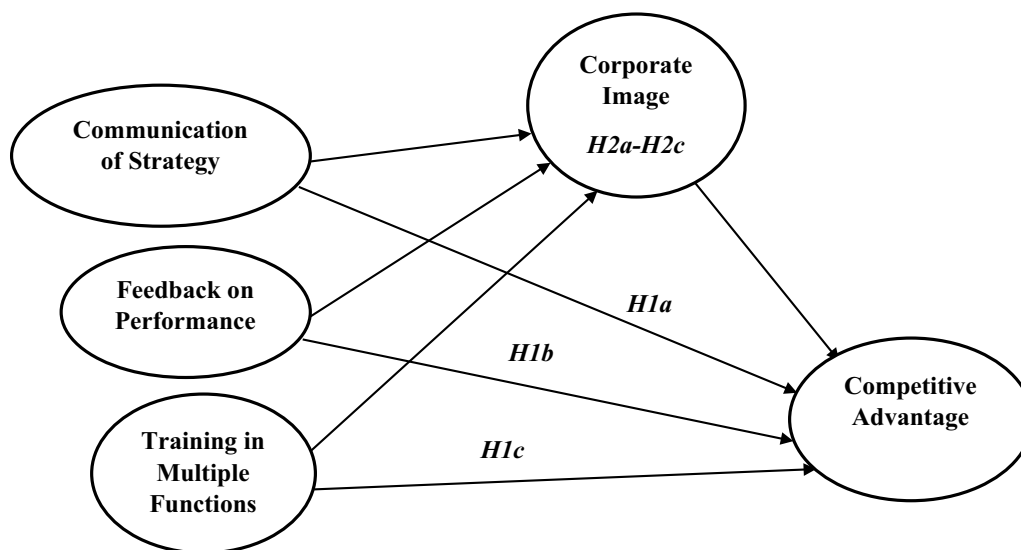 Corporate
Image
H2a-H2c
Communication
of Strategy
Feedback on
Performance
H1a
H1b
Competitive
Advantage
Training in
Multiple
Functions
H1c